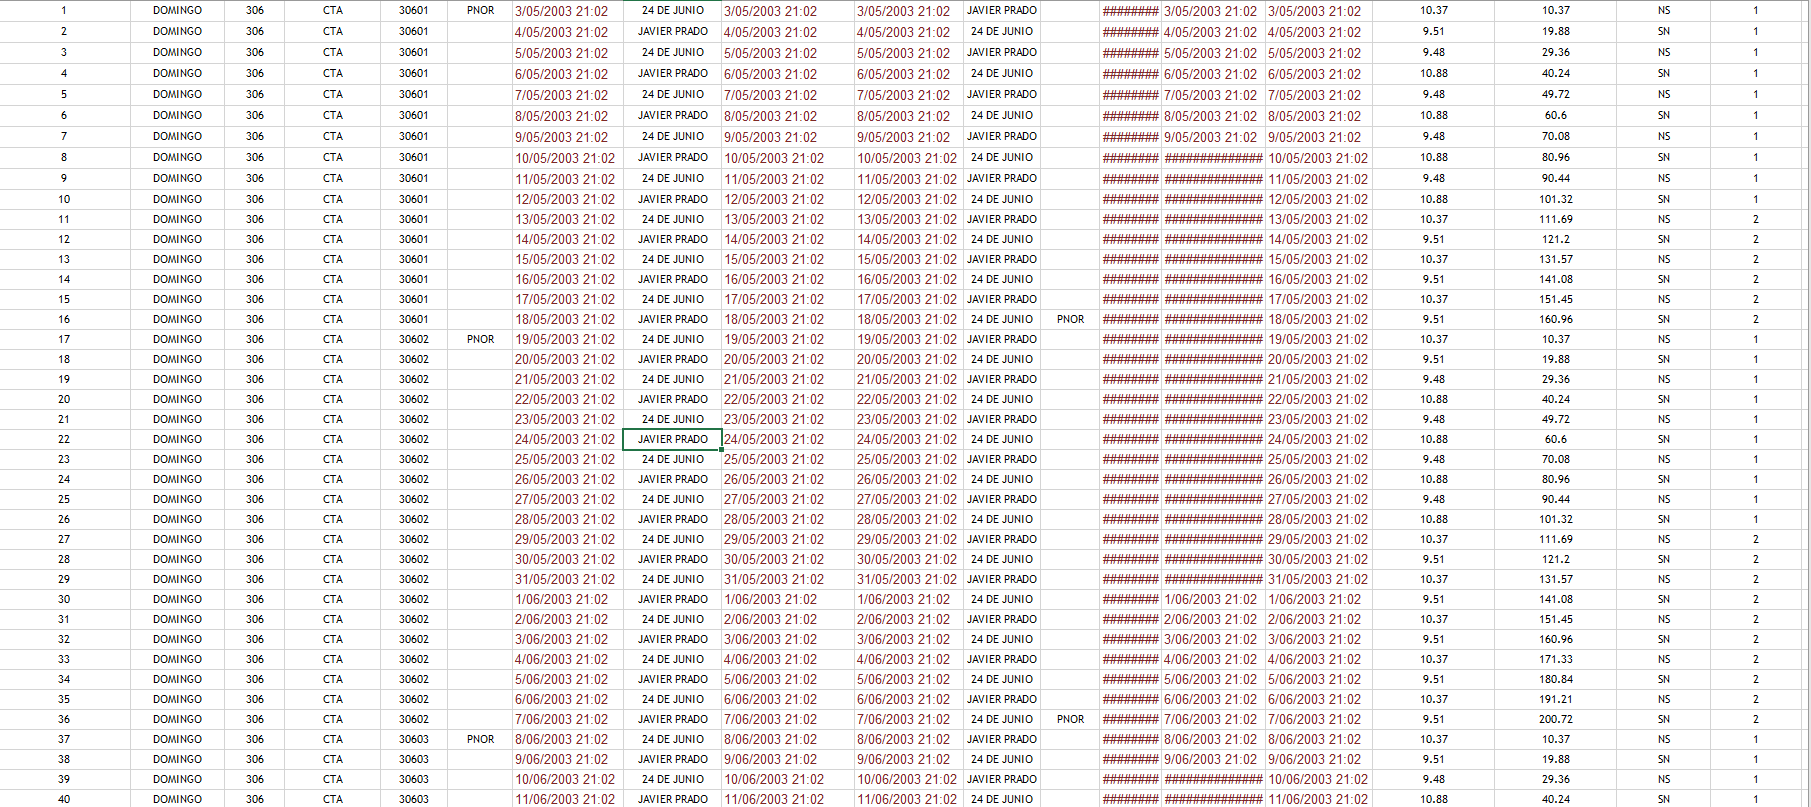 1 DOMINGO 306 CTA 30601 PNOR 3/05/2003 21:02 24 DE JUNIO 3/05/2003 21:02 3/05/2003 21:02 JAVIER PRADO ######## 3/05/2003 21:02 3/05/2003 21:02 10.37 10.37 NS 1
2 DOMINGO 306 CTA 30601 4/05/2003 21:02 JAVIER PRADO 4/05/2003 21:02 4/05/2003 21:02 24 DE JUNIO ######## 4/05/2003 21:02 4/05/2003 21:02 9.51 19.88 SN 1
3 DOMINGO 306 CTA 30601 5/05/2003 21:02 24 DE JUNIO 5/05/2003 21:02 5/05/2003 21:02 JAVIER PRADO ######## 5/05/2003 21:02 5/05/2003 21:02 9.48 29.36 NS 1
4 DOMINGO 306 CTA 30601 6/05/2003 21:02 JAVIER PRADO 6/05/2003 21:02 6/05/2003 21:02 24 DE JUNIO ######## 6/05/2003 21:02 6/05/2003 21:02 10.88 40.24 SN 1
5 DOMINGO 306 CTA 30601 7/05/2003 21:02 24 DE JUNIO 7/05/2003 21:02 7/05/2003 21:02 JAVIER PRADO ######## 7/05/2003 21:02 7/05/2003 21:02 9.48 49.72 NS 1
6 DOMINGO 306 CTA 30601 8/05/2003 21:02 JAVIER PRADO 8/05/2003 21:02 8/05/2003 21:02 24 DE JUNIO ######## 8/05/2003 21:02 8/05/2003 21:02 10.88 60.6 SN 1
7 DOMINGO 306 CTA 30601 9/05/2003 21:02 24 DE JUNIO 9/05/2003 21:02 9/05/2003 21:02 JAVIER PRADO ######## 9/05/2003 21:02 9/05/2003 21:02 9.48 70.08 NS 1
8 DOMINGO 306 CTA 30601 10/05/2003 21:02 JAVIER PRADO 10/05/2003 21:02 10/05/2003 21:02 24 DE JUNIO ######## ############## 10/05/2003 21:02 10.88 80.96 SN 1
9 DOMINGO 306 CTA 30601 11/05/2003 21:02 24 DE JUNIO 11/05/2003 21:02 11/05/2003 21:02 JAVIER PRADO ######## ############## 11/05/2003 21:02 9.48 90.44 NS 1
10 DOMINGO 306 CTA 30601 12/05/2003 21:02 JAVIER PRADO 12/05/2003 21:02 12/05/2003 21:02 24 DE JUNIO ######## ############## 12/05/2003 21:02 10.88 101.32 SN 1
11 DOMINGO 306 CTA 30601 13/05/2003 21:02 24 DE JUNIO 13/05/2003 21:02 13/05/2003 21:02 JAVIER PRADO ######## ############## 13/05/2003 21:02 10.37 111.69 NS 2
12 DOMINGO 306 CTA 30601 14/05/2003 21:02 JAVIER PRADO 14/05/2003 21:02 14/05/2003 21:02 24 DE JUNIO ######## ############## 14/05/2003 21:02 9.51 121.2 SN 2
13 DOMINGO 306 CTA 30601 15/05/2003 21:02 24 DE JUNIO 15/05/2003 21:02 15/05/2003 21:02 JAVIER PRADO ######## ############## 15/05/2003 21:02 10.37 131.57 NS 2
14 DOMINGO 306 CTA 30601 16/05/2003 21:02 JAVIER PRADO 16/05/2003 21:02 16/05/2003 21:02 24 DE JUNIO ######## ############## 16/05/2003 21:02 9.51 141.08 SN 2
15 DOMINGO 306 CTA 30601 17/05/2003 21:02 24 DE JUNIO 17/05/2003 21:02 17/05/2003 21:02 JAVIER PRADO ######## ############## 17/05/2003 21:02 10.37 151.45 NS 2
16 DOMINGO 306 CTA 30601 18/05/2003 21:02 JAVIER PRADO 18/05/2003 21:02 18/05/2003 21:02 24 DE JUNIO PNOR ######## ############## 18/05/2003 21:02 9.51 160.96 SN 2
17 DOMINGO 306 CTA 30602 PNOR 19/05/2003 21:02 24 DE JUNIO 19/05/2003 21:02 19/05/2003 21:02 JAVIER PRADO ######## ############## 19/05/2003 21:02 10.37 10.37 NS 1
18 DOMINGO 306 CTA 30602 20/05/2003 21:02 JAVIER PRADO 20/05/2003 21:02 20/05/2003 21:02 24 DE JUNIO ######## ############## 20/05/2003 21:02 9.51 19.88 SN 1
19 DOMINGO 306 CTA 30602 21/05/2003 21:02 24 DE JUNIO 21/05/2003 21:02 21/05/2003 21:02 JAVIER PRADO ######## ############## 21/05/2003 21:02 9.48 29.36 NS 1
20 DOMINGO 306 CTA 30602 22/05/2003 21:02 JAVIER PRADO 22/05/2003 21:02 22/05/2003 21:02 24 DE JUNIO ######## ############## 22/05/2003 21:02 10.88 40.24 SN 1
21 DOMINGO 306 CTA 30602 23/05/2003 21:02 24 DE JUNIO 23/05/2003 21:02 23/05/2003 21:02 JAVIER PRADO ######## ############## 23/05/2003 21:02 9.48 49.72 NS 1
22 DOMINGO 306 CTA 30602 24/05/2003 21:02 JAVIER PRADO 24/05/2003 21:02 24/05/2003 21:02 24 DE JUNIO ######## ############## 24/05/2003 21:02 10.88 60.6 SN 1
23 DOMINGO 306 CTA 30602 25/05/2003 21:02 24 DE JUNIO 25/05/2003 21:02 25/05/2003 21:02 JAVIER PRADO ######## ############## 25/05/2003 21:02 9.48 70.08 NS 1
24 DOMINGO 306 CTA 30602 26/05/2003 21:02 JAVIER PRADO 26/05/2003 21:02 26/05/2003 21:02 24 DE JUNIO ######## ############## 26/05/2003 21:02 10.88 80.96 SN 1
25 DOMINGO 306 CTA 30602 27/05/2003 21:02 24 DE JUNIO 27/05/2003 21:02 27/05/2003 21:02 JAVIER PRADO ######## ############## 27/05/2003 21:02 9.48 90.44 NS 1
26 DOMINGO 306 CTA 30602 28/05/2003 21:02 JAVIER PRADO 28/05/2003 21:02 28/05/2003 21:02 24 DE JUNIO ######## ############## 28/05/2003 21:02 10.88 101.32 SN 1
27 DOMINGO 306 CTA 30602 29/05/2003 21:02 24 DE JUNIO 29/05/2003 21:02 29/05/2003 21:02 JAVIER PRADO ######## ############## 29/05/2003 21:02 10.37 111.69 NS 2
28 DOMINGO 306 CTA 30602 30/05/2003 21:02 JAVIER PRADO 30/05/2003 21:02 30/05/2003 21:02 24 DE JUNIO ######## ############## 30/05/2003 21:02 9.51 121.2 SN 2
29 DOMINGO 306 CTA 30602 31/05/2003 21:02 24 DE JUNIO 31/05/2003 21:02 31/05/2003 21:02 JAVIER PRADO ######## ############## 31/05/2003 21:02 10.37 131.57 NS 2
30 DOMINGO 306 CTA 30602 1/06/2003 21:02 JAVIER PRADO 1/06/2003 21:02 1/06/2003 21:02 24 DE JUNIO ######## 1/06/2003 21:02 1/06/2003 21:02 9.51 141.08 SN 2
31 DOMINGO 306 CTA 30602 2/06/2003 21:02 24 DE JUNIO 2/06/2003 21:02 2/06/2003 21:02 JAVIER PRADO ######## 2/06/2003 21:02 2/06/2003 21:02 10.37 151.45 NS 2
32 DOMINGO 306 CTA 30602 3/06/2003 21:02 JAVIER PRADO 3/06/2003 21:02 3/06/2003 21:02 24 DE JUNIO ######## 3/06/2003 21:02 3/06/2003 21:02 9.51 160.96 SN 2
33 DOMINGO 306 CTA 30602 4/06/2003 21:02 24 DE JUNIO 4/06/2003 21:02 4/06/2003 21:02 JAVIER PRADO ######## 4/06/2003 21:02 4/06/2003 21:02 10.37 171.33 NS 2
34 DOMINGO 306 CTA 30602 5/06/2003 21:02 JAVIER PRADO 5/06/2003 21:02 5/06/2003 21:02 24 DE JUNIO ######## 5/06/2003 21:02 5/06/2003 21:02 9.51 180.84 SN 2
35 DOMINGO 306 CTA 30602 6/06/2003 21:02 24 DE JUNIO 6/06/2003 21:02 6/06/2003 21:02 JAVIER PRADO ######## 6/06/2003 21:02 6/06/2003 21:02 10.37 191.21 NS 2
36 DOMINGO 306 CTA 30602 7/06/2003 21:02 JAVIER PRADO 7/06/2003 21:02 7/06/2003 21:02 24 DE JUNIO PNOR ######## 7/06/2003 21:02 7/06/2003 21:02 9.51 200.72 SN 2
37 DOMINGO 306 CTA 30603 PNOR 8/06/2003 21:02 24 DE JUNIO 8/06/2003 21:02 8/06/2003 21:02 JAVIER PRADO ######## 8/06/2003 21:02 8/06/2003 21:02 10.37 10.37 NS 1
38 DOMINGO 306 CTA 30603 9/06/2003 21:02 JAVIER PRADO 9/06/2003 21:02 9/06/2003 21:02 24 DE JUNIO ######## 9/06/2003 21:02 9/06/2003 21:02 9.51 19.88 SN 1
39 DOMINGO 306 CTA 30603 10/06/2003 21:02 24 DE JUNIO 10/06/2003 21:02 10/06/2003 21:02 JAVIER PRADO ######## ############## 10/06/2003 21:02 9.48 29.36 NS 1
40 DOMINGO 306 CTA 30603 11/06/2003 21:02 JAVIER PRADO 11/06/2003 21:02 11/06/2003 21:02 24 DE JUNIO ######## ############## 11/06/2003 21:02 10.88 40.24 SN 1